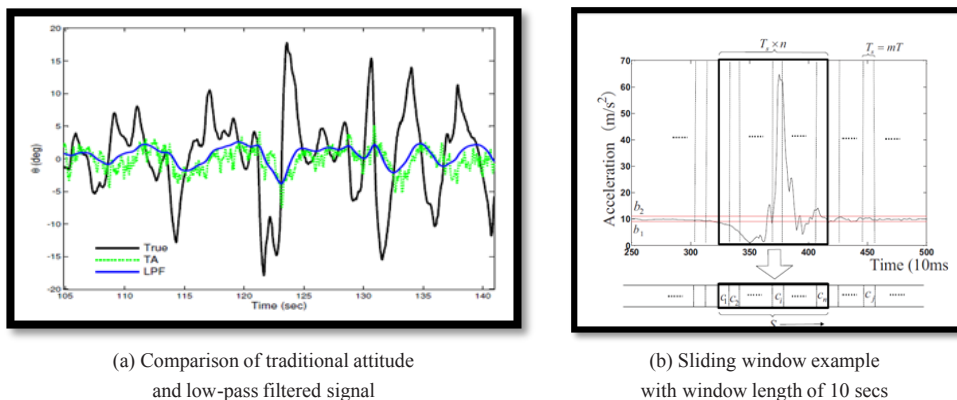 20
15
10
5
0
-5
-10
-15
-20
θ(deg)
True
TA
LPF
105 110 115 120 125 130 135 140
Time (sec)
(a) Comparison of traditional attitude
and low-pass filtered signal
Ts × n
Ts = mT
70
60
50
40
30
20
10
0
Acceleration (m/s²)
b2
b1
250 300 350 400 450 500
Time (10ms
c1 c2 ci cn cj
S
(b) Sliding window example
with window length of 10 secs